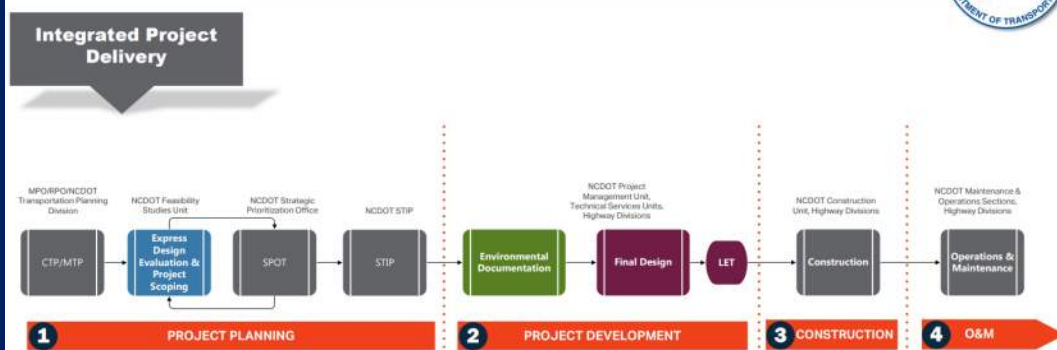 TMENT OF TRANSPOR
Integrated Project
Delivery
MPO/RPO/NCDOT
Transportation Planning
Division
NCDOT Feasibility
Studies Unit
NCDOT Strategic
Prioritization Office
NCDOT STIP
NCDOT Project
Management Unit,
Technical Services Units,
Highway Divisions
NCDOT Construction
Unit, Highway Divisions
NCDOT Maintenance &
Operations Sections,
Highway Divisions
CTP/MTP
Express
Design
Evaluation &
Project
Scoping
SPOT
STIP
Environmental
Documentation
Final Design
LET
Construction
Operations &
Maintenance
1 PROJECT PLANNING
2 PROJECT DEVELOPMENT
3 CONSTRUCTION
4 O&M